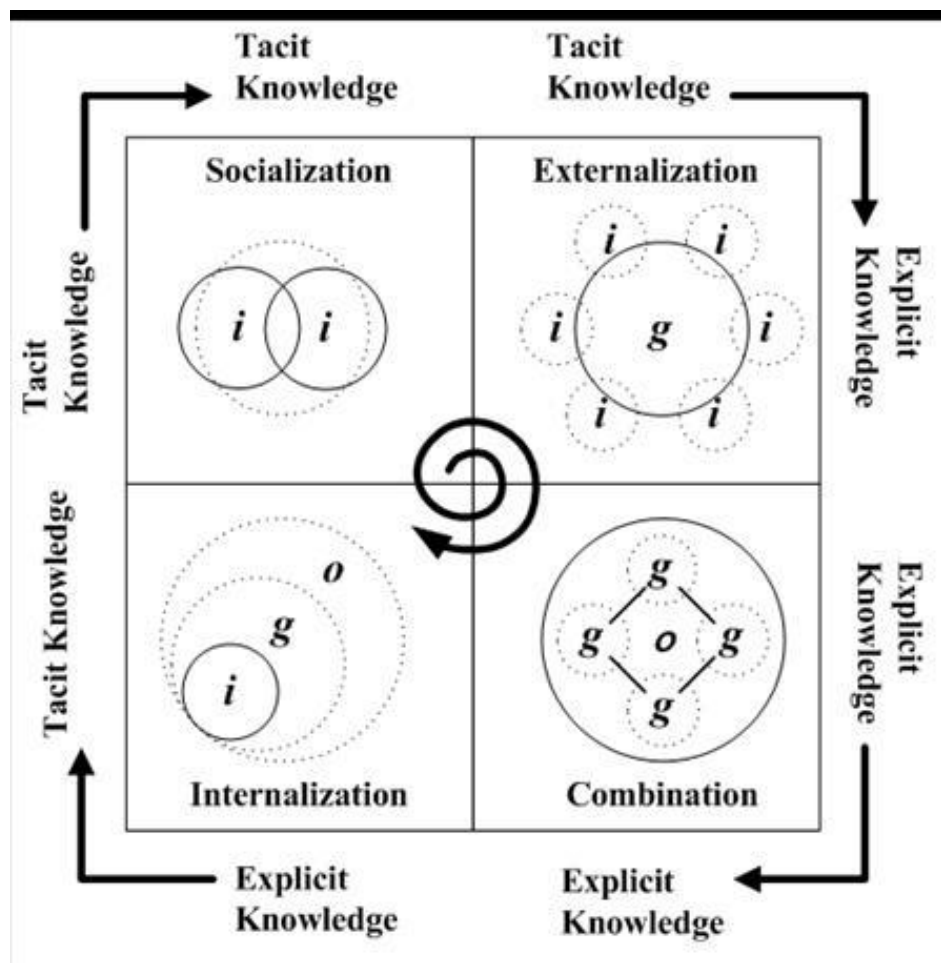 Tacit
Knowledge
Tacit
Knowledge
Socialization
Externalization
Tacit
Knowledge
i i
i i
i g i
i i
Explicit
Knowledge
Tacit Knowledge
o
g
i
g
g o g
g
Explicit
Knowledge
Internalization
Combination
Explicit
Knowledge
Explicit
Knowledge